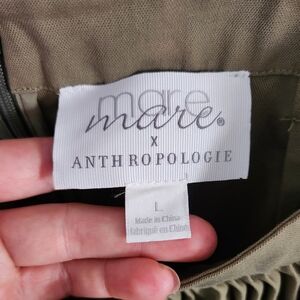 mare
mare®
X
ANTHROPOLOGIE
L
Made in China
Fabriqué en Chine